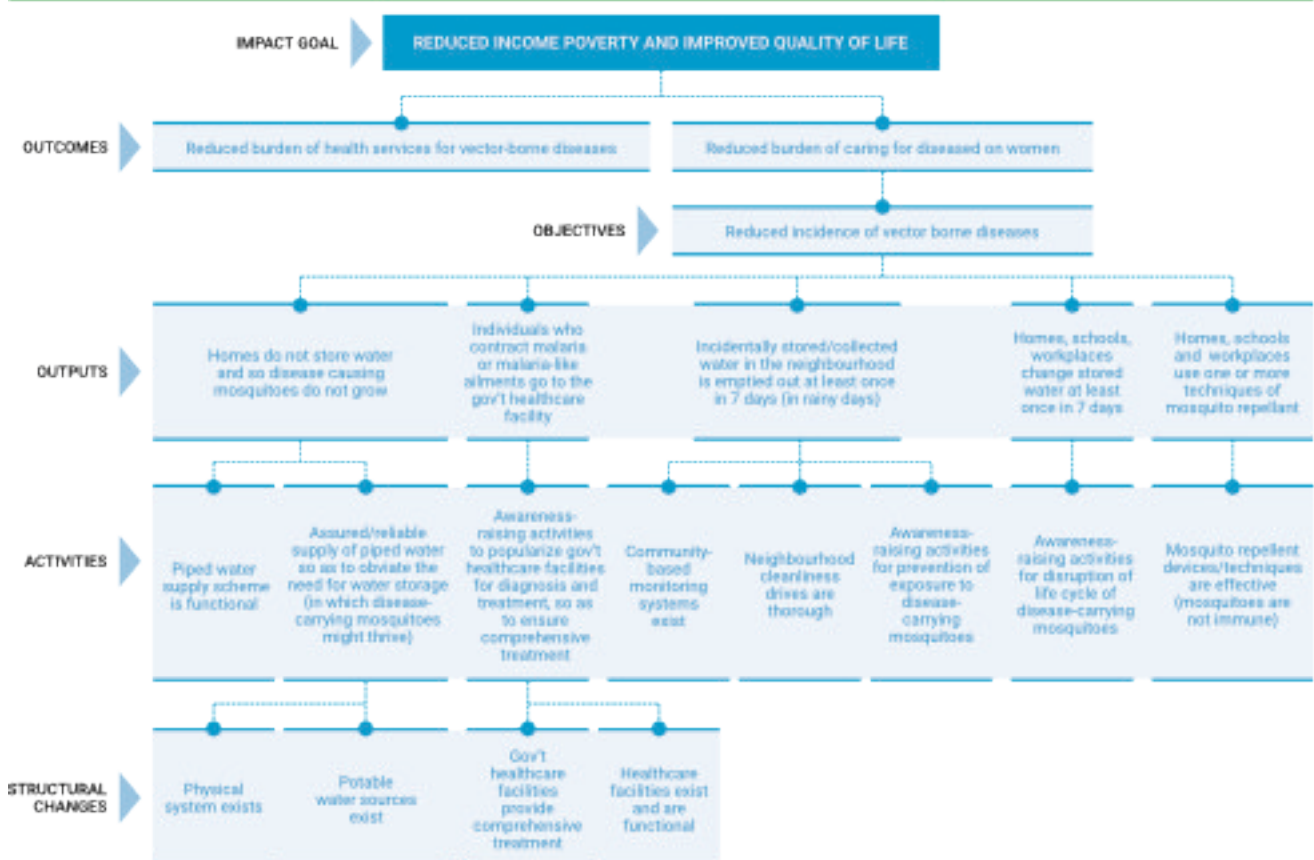 IMPACT GOAL
REDUCED INCOME POVERTY AND IMPROVED QUALITY OF LIFE
OUTCOMES
Reduced burden of health services for vector-borne diseases
Reduced burden of caring for diseased on women
OBJECTIVES
Reduced incidence of vector borne diseases
OUTPUTS
Homes do not store water
and so disease causing
mosquitoes do not grow
Individuals who
contract malaria
or malaria-like
ailments go to the
gov't healthcare
facility
Incidentally stored/collected
water in the neighbourhood
is emptied out at least once
in 7 days (in rainy days)
Homes, schools,
workplaces
change stored
water at least
once in 7 days
Homes, schools
and workplaces
use one or more
techniques of
mosquito repellant
ACTIVITIES
Piped water
supply scheme
is functional
Assured/reliable
supply of piped water
so as to obviate the
need for water storage
(in which disease-
carrying mosquitoes
might thrive)
Awareness-
raising activities
to popularize gov't
healthcare facilities
for diagnosis and
treatment, so as
to ensure
comprehensive
treatment
Community-
based
monitoring
systems
exist
Neighbourhood
cleanliness
drives are
thorough
Awareness-
raising activities
for prevention of
exposure to
disease-
carrying
mosquitoes
Awareness-
raising activities
for disruption of
life cycle of
disease-carrying
mosquitoes
Mosquito repellent
devices/techniques
are effective
(mosquitoes are
not immune)
STRUCTURAL
CHANGES
Physical
system exists
Potable
water sources
exist
Gov't
healthcare
facilities
provide
comprehensive
treatment
Healthcare
facilities exist
and are
functional